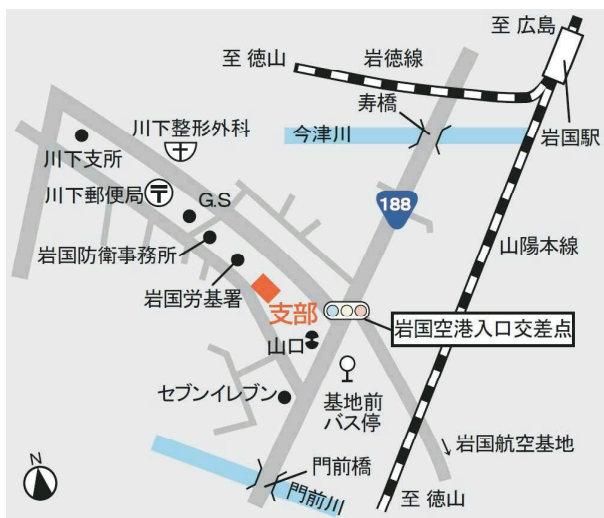 至 広島
至 徳山
岩徳線
寿橋
今津川
岩国駅
川下整形外科
川下支所
川下郵便局
G.S
188
岩国防衛事務所
山陽本線
岩国労基署
支部
岩国空港入口交差点
山口
セブンイレブン
基地前
バス停
岩国航空基地
N
門前橋
門前川
至 徳山